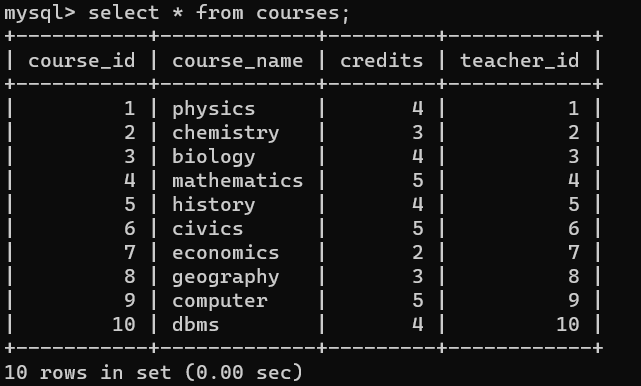 mysql> select * from courses;
+-----------+-------------+---------+------------+
| course_id | course_name | credits | teacher_id |
+-----------+-------------+---------+------------+
|         1 | physics     |       4 |          1 |
|         2 | chemistry   |       3 |          2 |
|         3 | biology     |       4 |          3 |
|         4 | mathematics |       5 |          4 |
|         5 | history     |       4 |          5 |
|         6 | civics      |       5 |          6 |
|         7 | economics   |       2 |          7 |
|         8 | geography   |       3 |          8 |
|         9 | computer    |       5 |          9 |
|        10 | dbms        |       4 |         10 |
+-----------+-------------+---------+------------+
10 rows in set (0.00 sec)